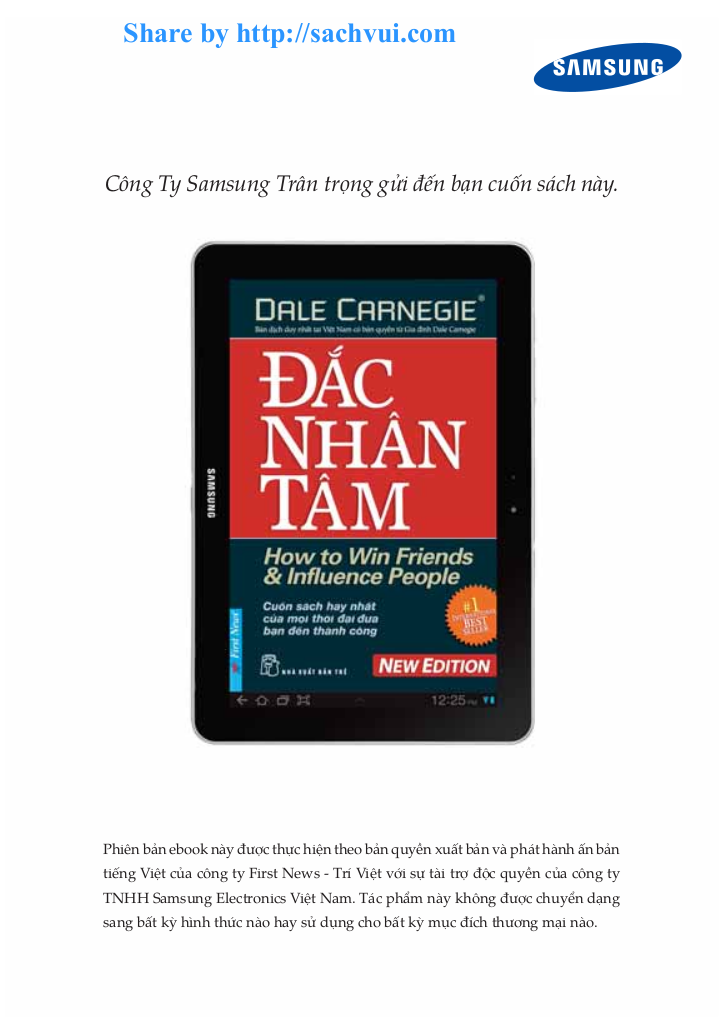 Share by http://sachvui.com
SAMSUNG
Công Ty Samsung Trân trọng gửi đến bạn cuốn sách này.
DALE CARNEGIE®
Bản dịch duy nhất tại Việt Nam có bản quyền từ Gia đình Dale Carnegie
ĐẮC
NHÂN
TÂM
SAMSUNG
How to Win Friends
& Influence People
Cuốn sách hay nhất
của mọi thời đại đưa
bạn đến thành công
#1
INTERNATIONAL
BEST
SELLER
First News
NHÀ XUẤT BẢN TRẺ
NEW EDITION
12:25 PM
Phiên bản ebook này được thực hiện theo bản quyền xuất bản và phát hành ấn bản
tiếng Việt của công ty First News - Trí Việt với sự tài trợ độc quyền của công ty
TNHH Samsung Electronics Việt Nam. Tác phẩm này không được chuyển dạng
sang bất kỳ hình thức nào hay sử dụng cho bất kỳ mục đích thương mại nào.